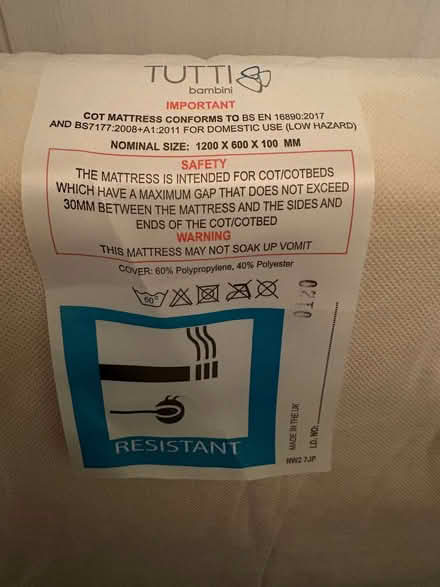 TUTTI
bambini
IMPORTANT
COT MATTRESS CONFORMS TO BS EN 16890:2017
AND BS7177:2008+A1:2011 FOR DOMESTIC USE (LOW HAZARD)
NOMINAL SIZE: 1200 X 600 X 100 MM
SAFETY
THE MATTRESS IS INTENDED FOR COT/COTBEDS
WHICH HAVE A MAXIMUM GAP THAT DOES NOT EXCEED
30MM BETWEEN THE MATTRESS AND THE SIDES AND
ENDS OF THE COT/COTBED
WARNING
THIS MATTRESS MAY NOT SOAK UP VOMIT
COVER: 60% Polypropylene, 40% Polyester
60°
0120
RESISTANT
MADE IN THE UK
I.D. NO:
NW2 7JP